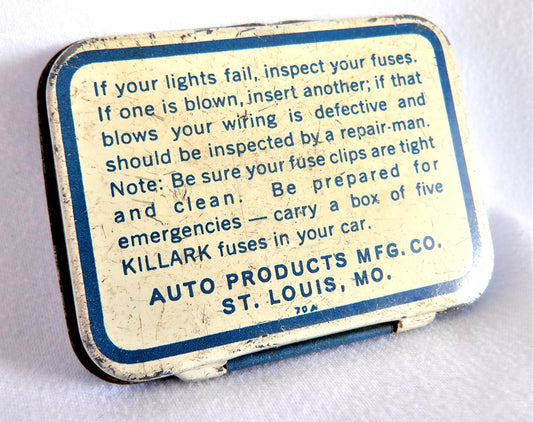 If your lights fail, inspect your fuses.
If one is blown, insert another; if that
blows your wiring is defective and
should be inspected by a repair-man.
Note: Be sure your fuse clips are tight
and clean. Be prepared for
emergencies — carry a box of five
KILLARK fuses in your car.
AUTO PRODUCTS MFG. CO.
ST. LOUIS, MO.
70A